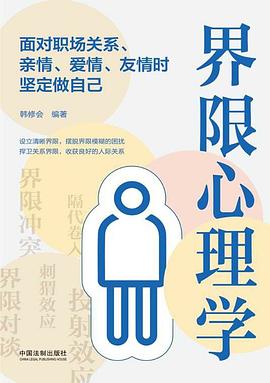 面对职场关系、
亲情、爱情、友情时
坚定做自己
韩修会 编著
设立清晰界限，摆脱界限模糊的困扰
捍卫关系界限，收获良好的人际关系
界限心理学
界限冲突
界限对谈
隔代卷入
刺猬效应
投射效应
中国法制出版社
CHINA LEGAL PUBLISHING HOUSE